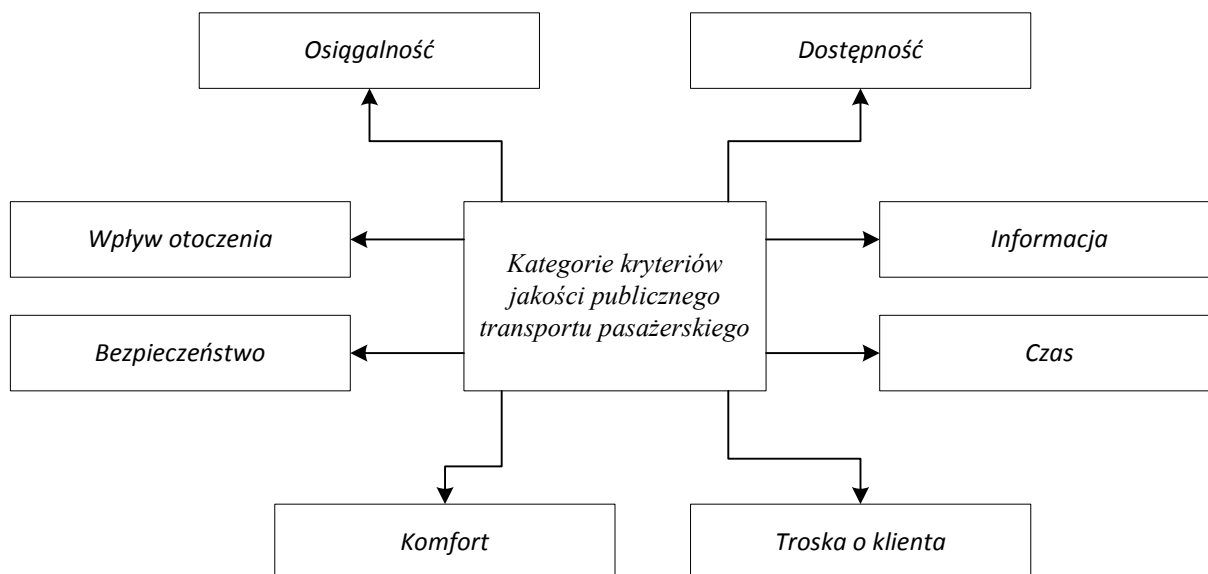 Osiągalność
Dostępność
Wpływ otoczenia
Informacja
Kategorie kryteriów
jakości publicznego
transportu pasażerskiego
Bezpieczeństwo
Czas
Komfort
Troska o klienta